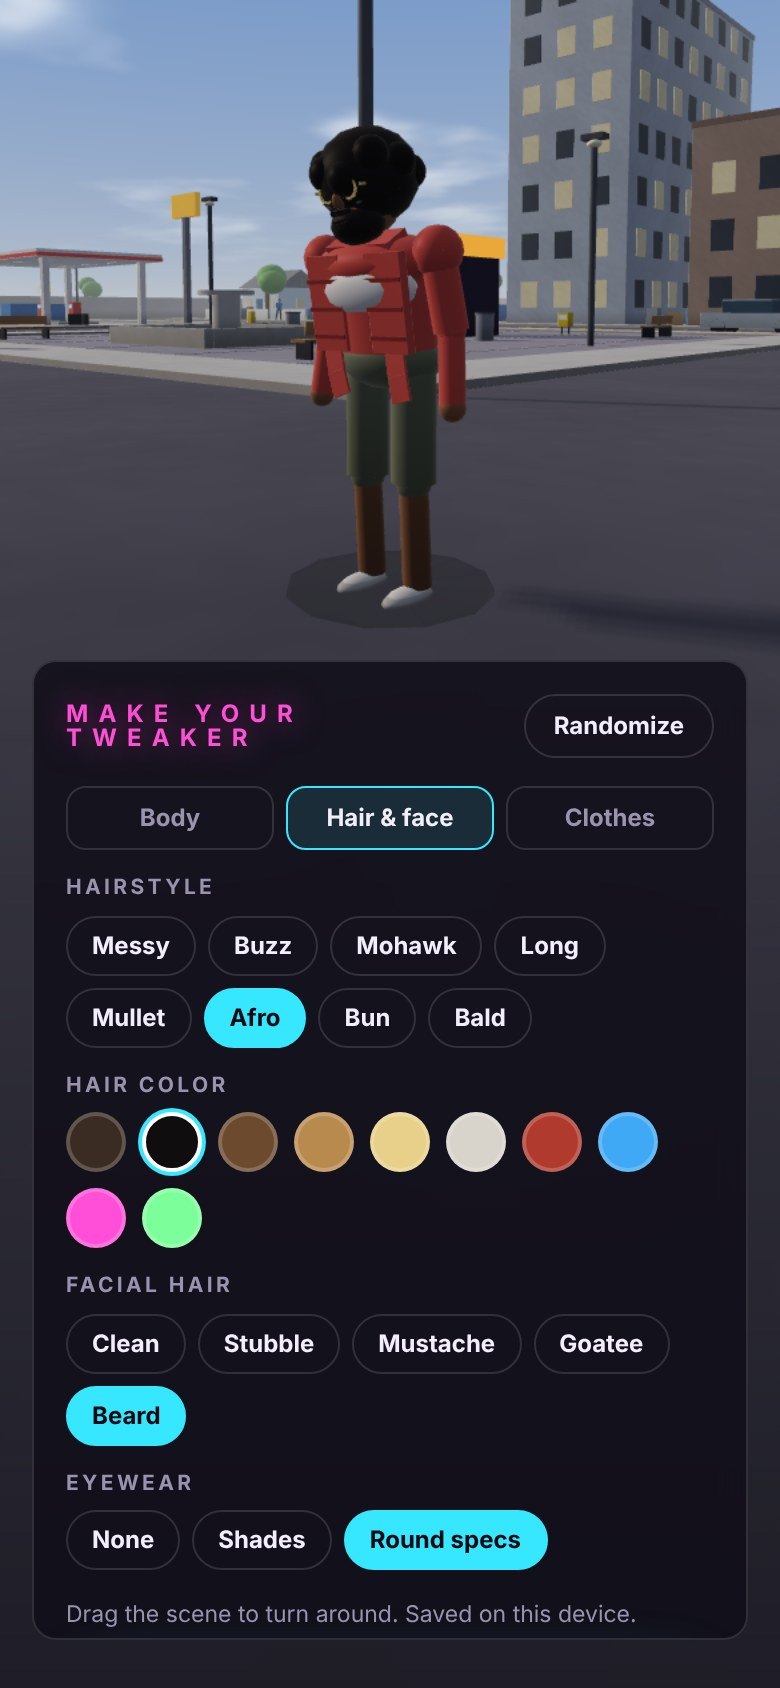 MAKE YOUR
TWEAKER
Randomize
Body
Hair & face
Clothes
HAIRSTYLE
Messy
Buzz
Mohawk
Long
Mullet
Afro
Bun
Bald
HAIR COLOR
FACIAL HAIR
Clean
Stubble
Mustache
Goatee
Beard
EYEWEAR
None
Shades
Round specs
Drag the scene to turn around. Saved on this device.